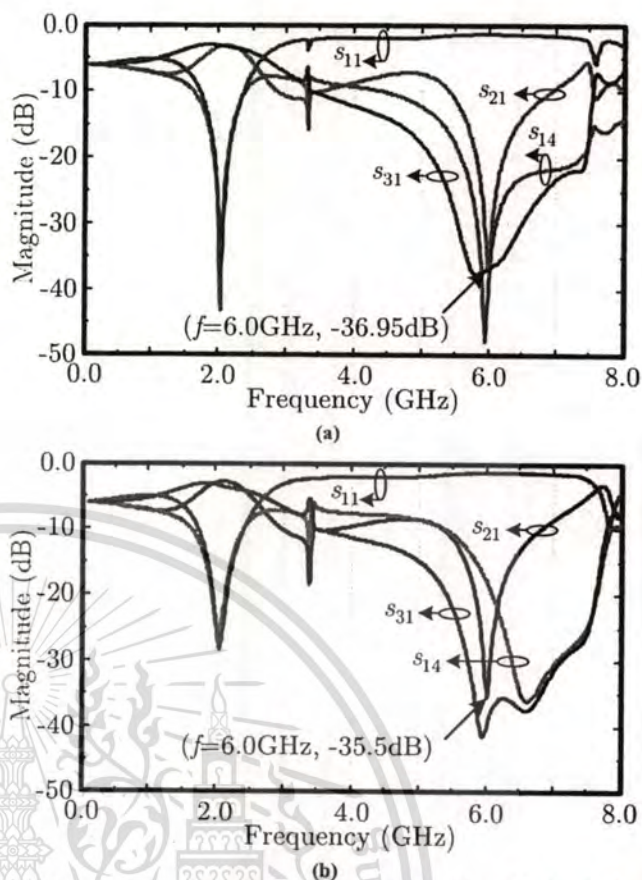 0.0
-10
-20
-30
-40
-50
Magnitude (dB)
s11
s21
s14
s31
(f=6.0GHz, -36.95dB)
0.0 2.0 4.0 6.0 8.0
Frequency (GHz)
(a)
0.0
-10
-20
-30
-40
-50
Magnitude (dB)
s11
s21
s31
s14
(f=6.0GHz, -35.5dB)
0.0 2.0 4.0 6.0 8.0
Frequency (GHz)
(b)